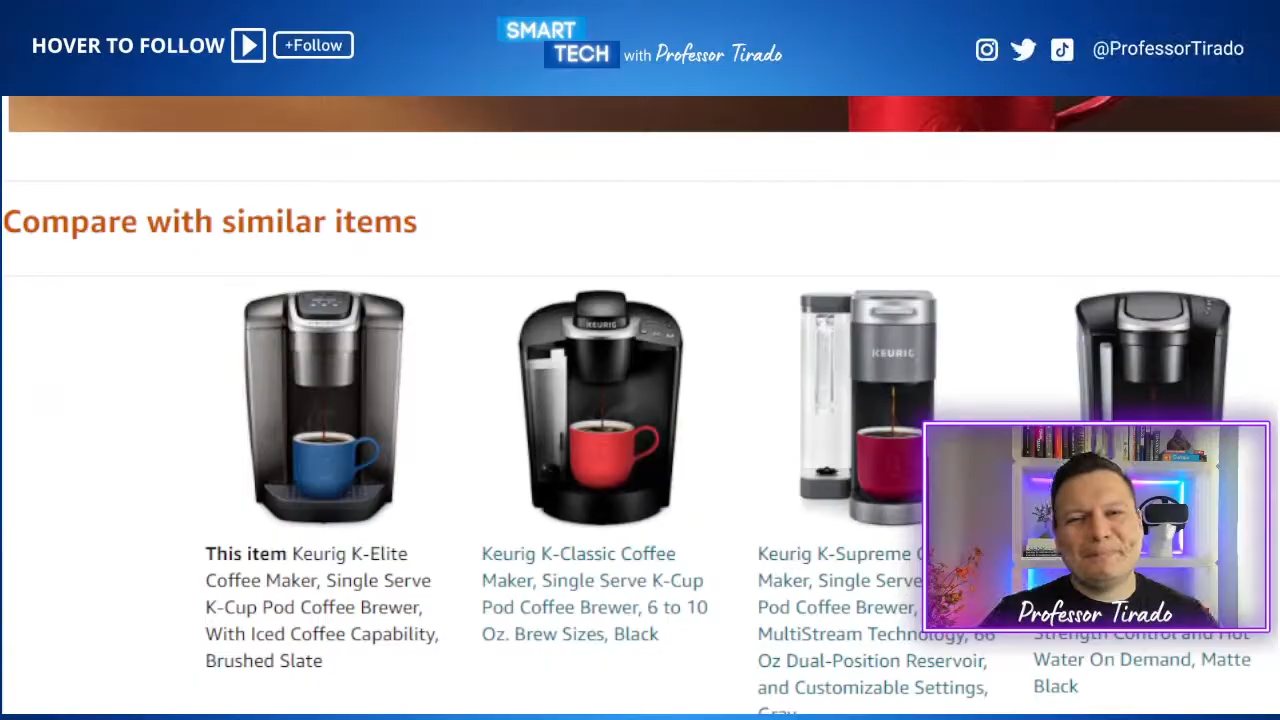 HOVER TO FOLLOW
+Follow
SMART
TECH with Professor Tirado
@ProfessorTirado
Compare with similar items
KEURIG
KEURIG
This item Keurig K-Elite
Coffee Maker, Single Serve
K-Cup Pod Coffee Brewer,
With Iced Coffee Capability,
Brushed Slate
Keurig K-Classic Coffee
Maker, Single Serve K-Cup
Pod Coffee Brewer, 6 to 10
Oz. Brew Sizes, Black
Keurig K-Supreme
Maker, Single Serve
Pod Coffee Brewer,
MultiStream Technology, 66
Oz Dual-Position Reservoir,
and Customizable Settings,
Gray
Strength Control and Hot
Water On Demand, Matte
Black
Professor Tirado